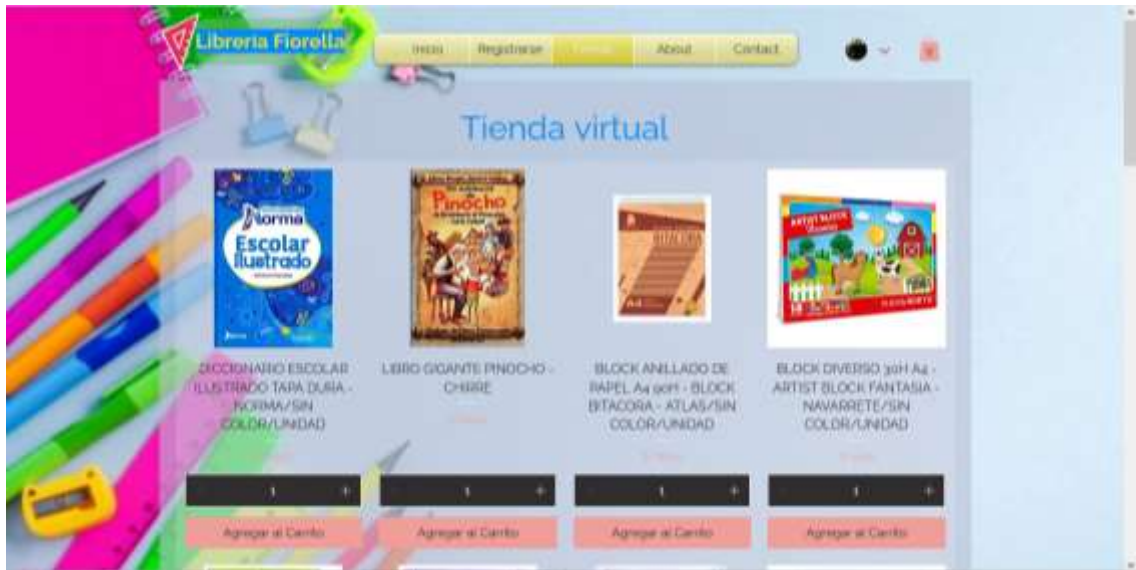 Libreria Fiorella
Inicio Registrarse Tienda About Contact
Tienda virtual
Norma
Escolar
Ilustrado
Pinocho
BITACORA
A4
ARTIST BLOCK
DICCIONARIO ESCOLAR
ILUSTRADO TAPA DURA -
NORMA/SIN
COLOR/UNIDAD
LIBRO GIGANTE PINOCHO -
CHIRRE
BLOCK ANILLADO DE
PAPEL A4 90H - BLOCK
BITACORA - ATLAS/SIN
COLOR/UNIDAD
BLOCK DIVERSO 30H A4 -
ARTIST BLOCK FANTASIA -
NAVARRETE/SIN
COLOR/UNIDAD
- 1 + - 1 + - 1 + - 1 +
Agregar al Carrito Agregar al Carrito Agregar al Carrito Agregar al Carrito